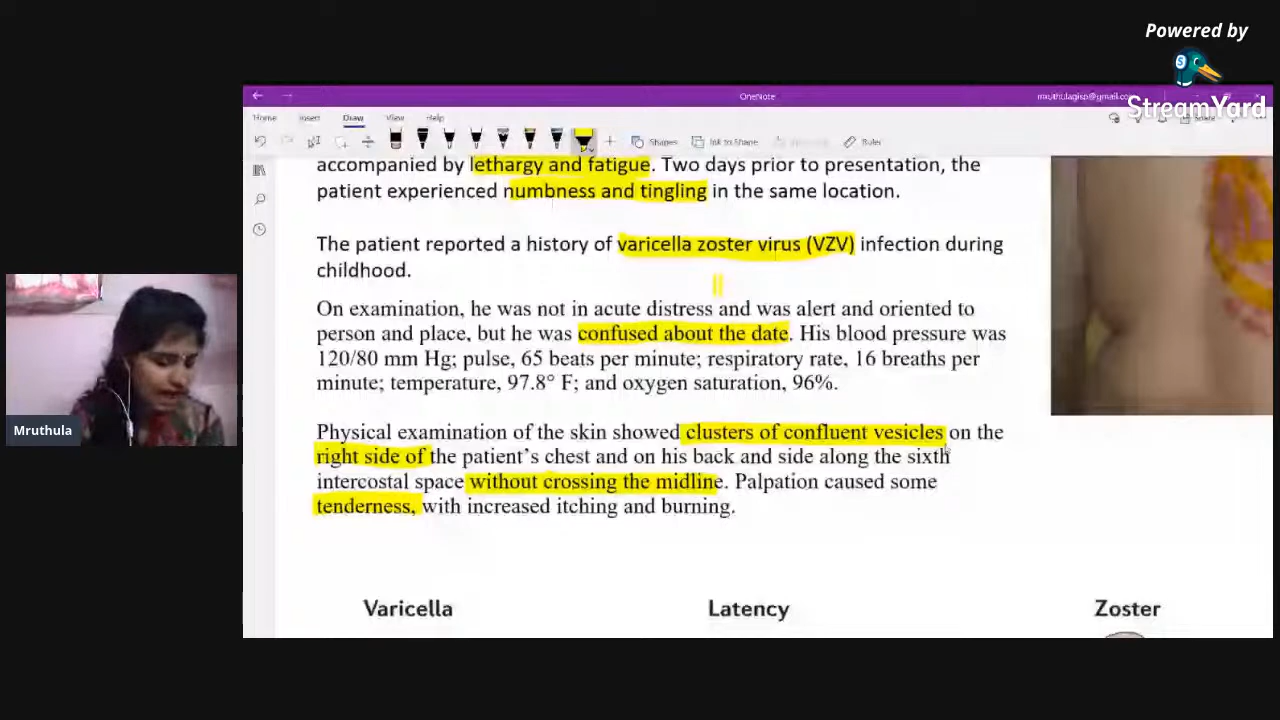 Powered by
StreamYard
OneNote
Home Insert Draw View Help
Shapes Ink to Shape Ruler
accompanied by lethargy and fatigue. Two days prior to presentation, the
patient experienced numbness and tingling in the same location.
The patient reported a history of varicella zoster virus (VZV) infection during
childhood.
On examination, he was not in acute distress and was alert and oriented to
person and place, but he was confused about the date. His blood pressure was
120/80 mm Hg; pulse, 65 beats per minute; respiratory rate, 16 breaths per
minute; temperature, 97.8° F; and oxygen saturation, 96%.
Physical examination of the skin showed clusters of confluent vesicles on the
right side of the patient's chest and on his back and side along the sixth
intercostal space without crossing the midline. Palpation caused some
tenderness, with increased itching and burning.
Varicella Latency Zoster
Mruthula